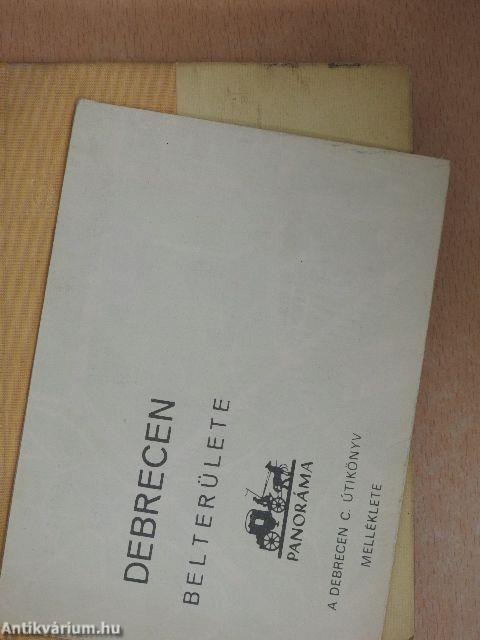 DEBRECEN
BELTERÜLETE
PANORÁMA
A DEBRECEN C. ÚTIKÖNYV
MELLÉKLETE
Antikvárium.hu